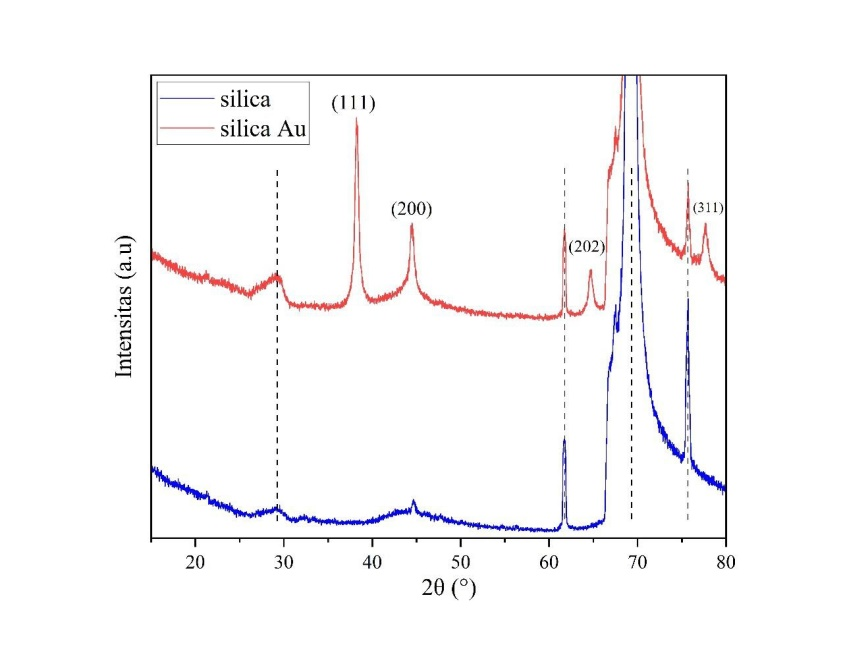 silica
silica Au
(111)
(200)
(202)
(311)
Intensitas (a.u)
20 30 40 50 60 70 80
2θ (°)